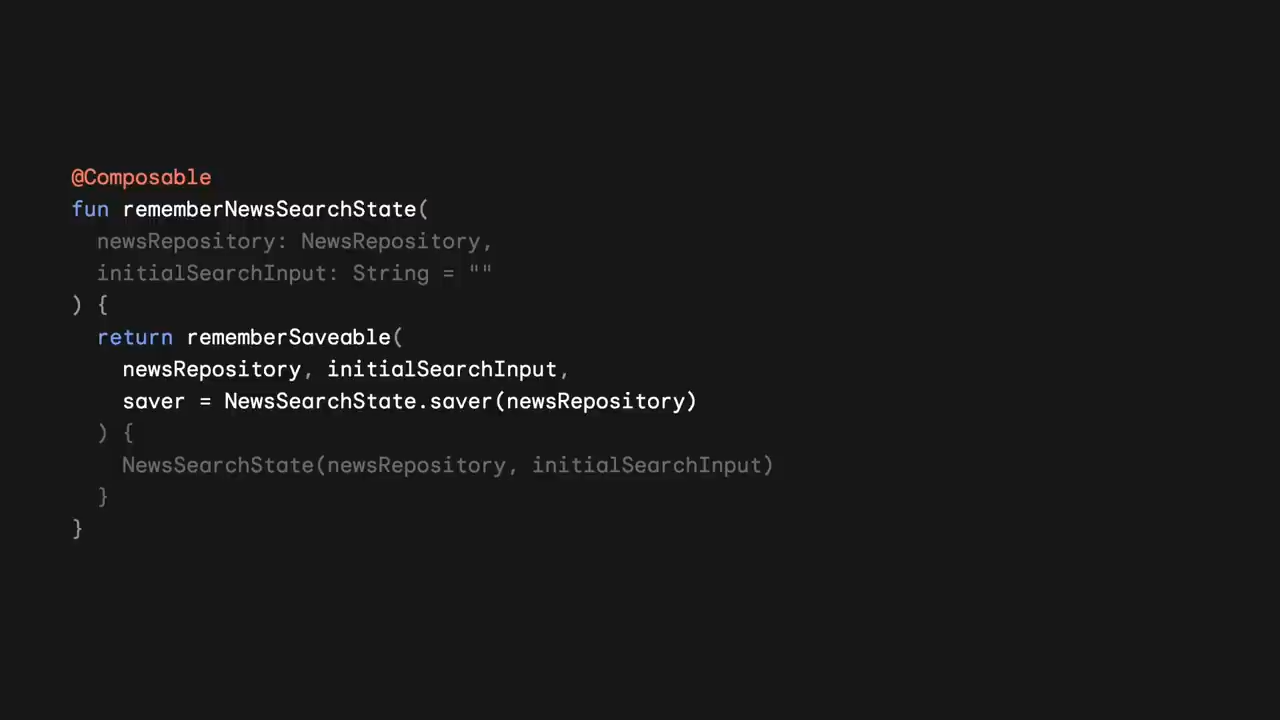 @Composable
fun rememberNewsSearchState(
  newsRepository: NewsRepository,
  initialSearchInput: String = ""
) {
  return rememberSaveable(
    newsRepository, initialSearchInput,
    saver = NewsSearchState.saver(newsRepository)
  ) {
    NewsSearchState(newsRepository, initialSearchInput)
  }
}